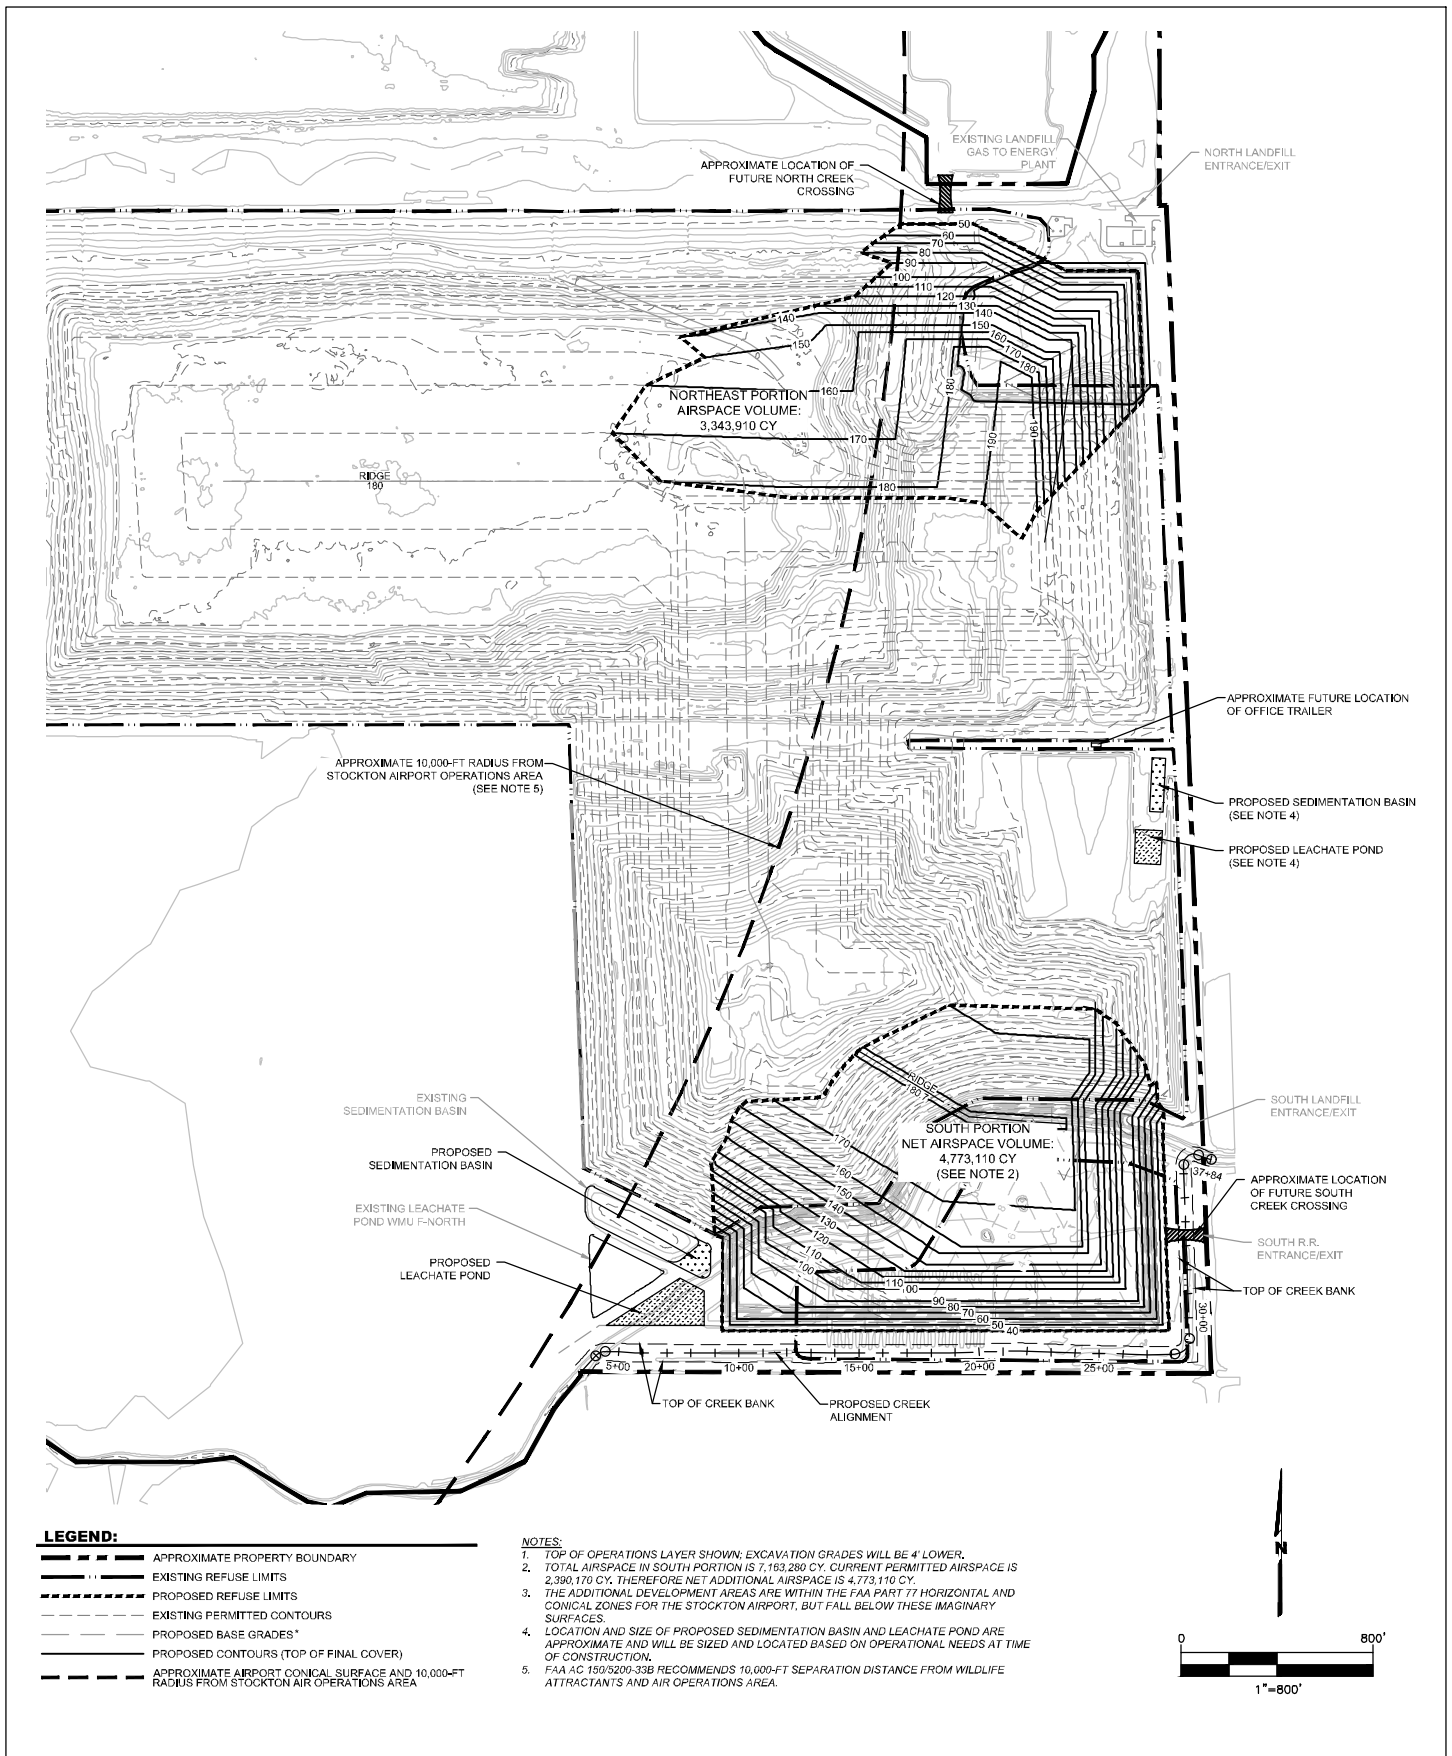 EXISTING LANDFILL
GAS TO ENERGY
PLANT
NORTH LANDFILL
ENTRANCE/EXIT
APPROXIMATE LOCATION OF
FUTURE NORTH CREEK
CROSSING
50
60
70
80
90
100
110
120
130
140
150
160
170
180
140
150
160
170
180
180
190
190
NORTHEAST PORTION
AIRSPACE VOLUME:
3,343,910 CY
RIDGE
180
APPROXIMATE FUTURE LOCATION
OF OFFICE TRAILER
APPROXIMATE 10,000-FT RADIUS FROM
STOCKTON AIRPORT OPERATIONS AREA
(SEE NOTE 5)
PROPOSED SEDIMENTATION BASIN
(SEE NOTE 4)
PROPOSED LEACHATE POND
(SEE NOTE 4)
RIDGE
180.7
EXISTING
SEDIMENTATION BASIN
SOUTH LANDFILL
ENTRANCE/EXIT
SOUTH PORTION
NET AIRSPACE VOLUME:
4,773,110 CY
(SEE NOTE 2)
PROPOSED
SEDIMENTATION BASIN
37+84
APPROXIMATE LOCATION
OF FUTURE SOUTH
CREEK CROSSING
EXISTING LEACHATE
POND WMU F-NORTH
SOUTH R.R.
ENTRANCE/EXIT
PROPOSED
LEACHATE POND
TOP OF CREEK BANK
170
160
150
140
130
120
110
100
110
100
90
80
70
60
50
40
30+00
5+00
10+00
15+00
20+00
25+00
TOP OF CREEK BANK
PROPOSED CREEK
ALIGNMENT
LEGEND:
APPROXIMATE PROPERTY BOUNDARY
EXISTING REFUSE LIMITS
PROPOSED REFUSE LIMITS
EXISTING PERMITTED CONTOURS
PROPOSED BASE GRADES*
PROPOSED CONTOURS (TOP OF FINAL COVER)
APPROXIMATE AIRPORT CONICAL SURFACE AND 10,000-FT
RADIUS FROM STOCKTON AIR OPERATIONS AREA
NOTES:
1. TOP OF OPERATIONS LAYER SHOWN; EXCAVATION GRADES WILL BE 4' LOWER.
2. TOTAL AIRSPACE IN SOUTH PORTION IS 7,163,280 CY. CURRENT PERMITTED AIRSPACE IS
2,390,170 CY. THEREFORE NET ADDITIONAL AIRSPACE IS 4,773,110 CY.
3. THE ADDITIONAL DEVELOPMENT AREAS ARE WITHIN THE FAA PART 77 HORIZONTAL AND
CONICAL ZONES FOR THE STOCKTON AIRPORT, BUT FALL BELOW THESE IMAGINARY
SURFACES.
4. LOCATION AND SIZE OF PROPOSED SEDIMENTATION BASIN AND LEACHATE POND ARE
APPROXIMATE AND WILL BE SIZED AND LOCATED BASED ON OPERATIONAL NEEDS AT TIME
OF CONSTRUCTION.
5. FAA AC 150/5200-33B RECOMMENDS 10,000-FT SEPARATION DISTANCE FROM WILDLIFE
ATTRACTANTS AND AIR OPERATIONS AREA.
N
0 800'
1"=800'